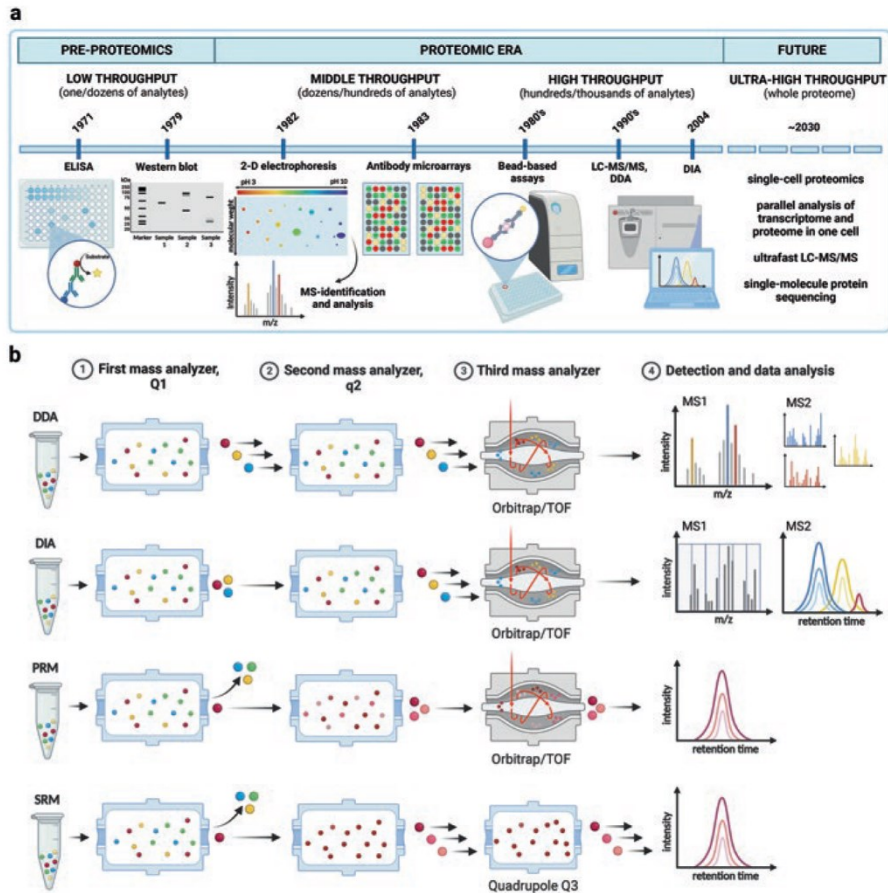 a
PRE-PROTEOMICS PROTEOMIC ERA FUTURE
LOW THROUGHPUT
(one/dozens of analytes)
MIDDLE THROUGHPUT
(dozens/hundreds of analytes)
HIGH THROUGHPUT
(hundreds/thousands of analytes)
ULTRA-HIGH THROUGHPUT
(whole proteome)
1971
1979
1982
1983
1980's
1990's
2004
~2030
ELISA
Substrate
Western blot
kDa
Marker
Sample
1
Sample
2
Sample
3
2-D electrophoresis
pH 3
pH 10
molecular weight
intensity
m/z
MS-identification
and analysis
Antibody microarrays
Bead-based
assays
LC-MS/MS,
DDA
DIA
single-cell proteomics
parallel analysis of
transcriptome and
proteome in one cell
ultrafast LC-MS/MS
single-molecule protein
sequencing
b
1 First mass analyzer,
Q1
2 Second mass analyzer,
q2
3 Third mass analyzer
4 Detection and data analysis
DDA
Orbitrap/TOF
MS1
intensity
m/z
MS2
DIA
Orbitrap/TOF
MS1
intensity
m/z
MS2
intensity
retention time
PRM
Orbitrap/TOF
intensity
retention time
SRM
Quadrupole Q3
intensity
retention time